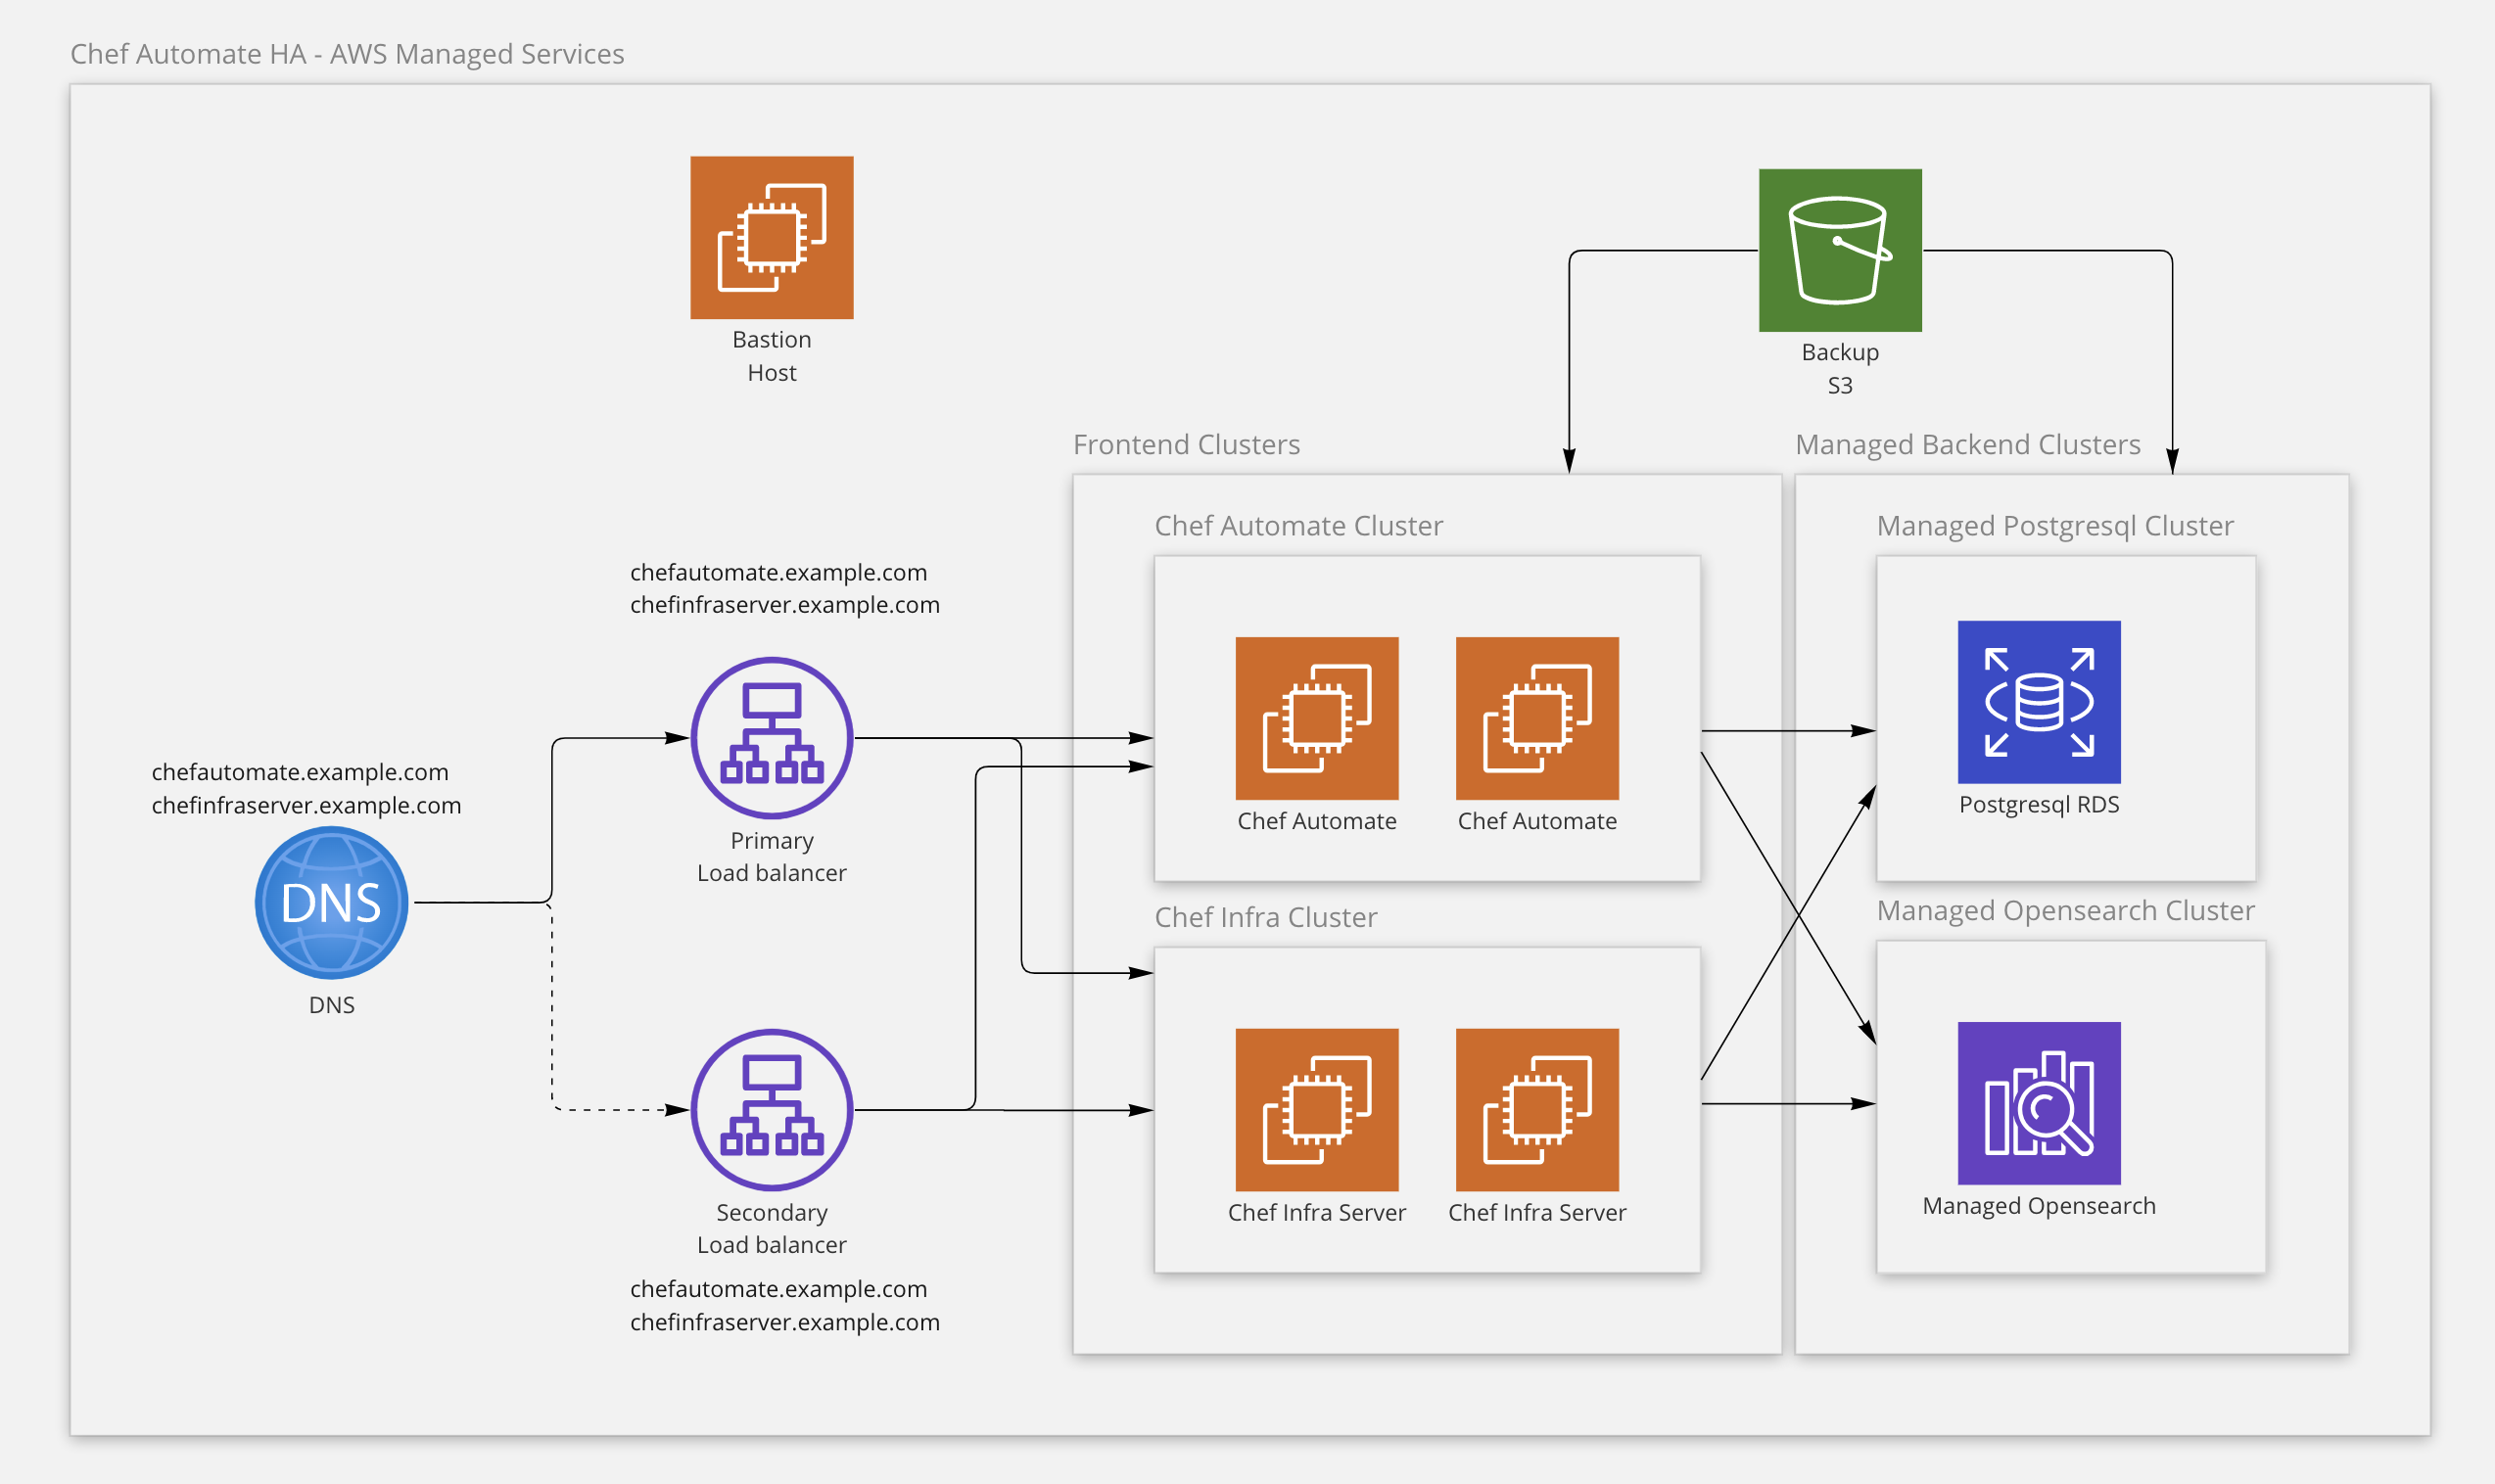 Chef Automate HA - AWS Managed Services
Bastion
Host
Backup
S3
Frontend Clusters
Managed Backend Clusters
Chef Automate Cluster
Managed Postgresql Cluster
chefautomate.example.com
chefinfraserver.example.com
chefautomate.example.com
chefinfraserver.example.com
DNS
DNS
Primary
Load balancer
Chef Automate
Chef Automate
Postgresql RDS
Chef Infra Cluster
Managed Opensearch Cluster
Secondary
Load balancer
chefautomate.example.com
chefinfraserver.example.com
Chef Infra Server
Chef Infra Server
Managed Opensearch